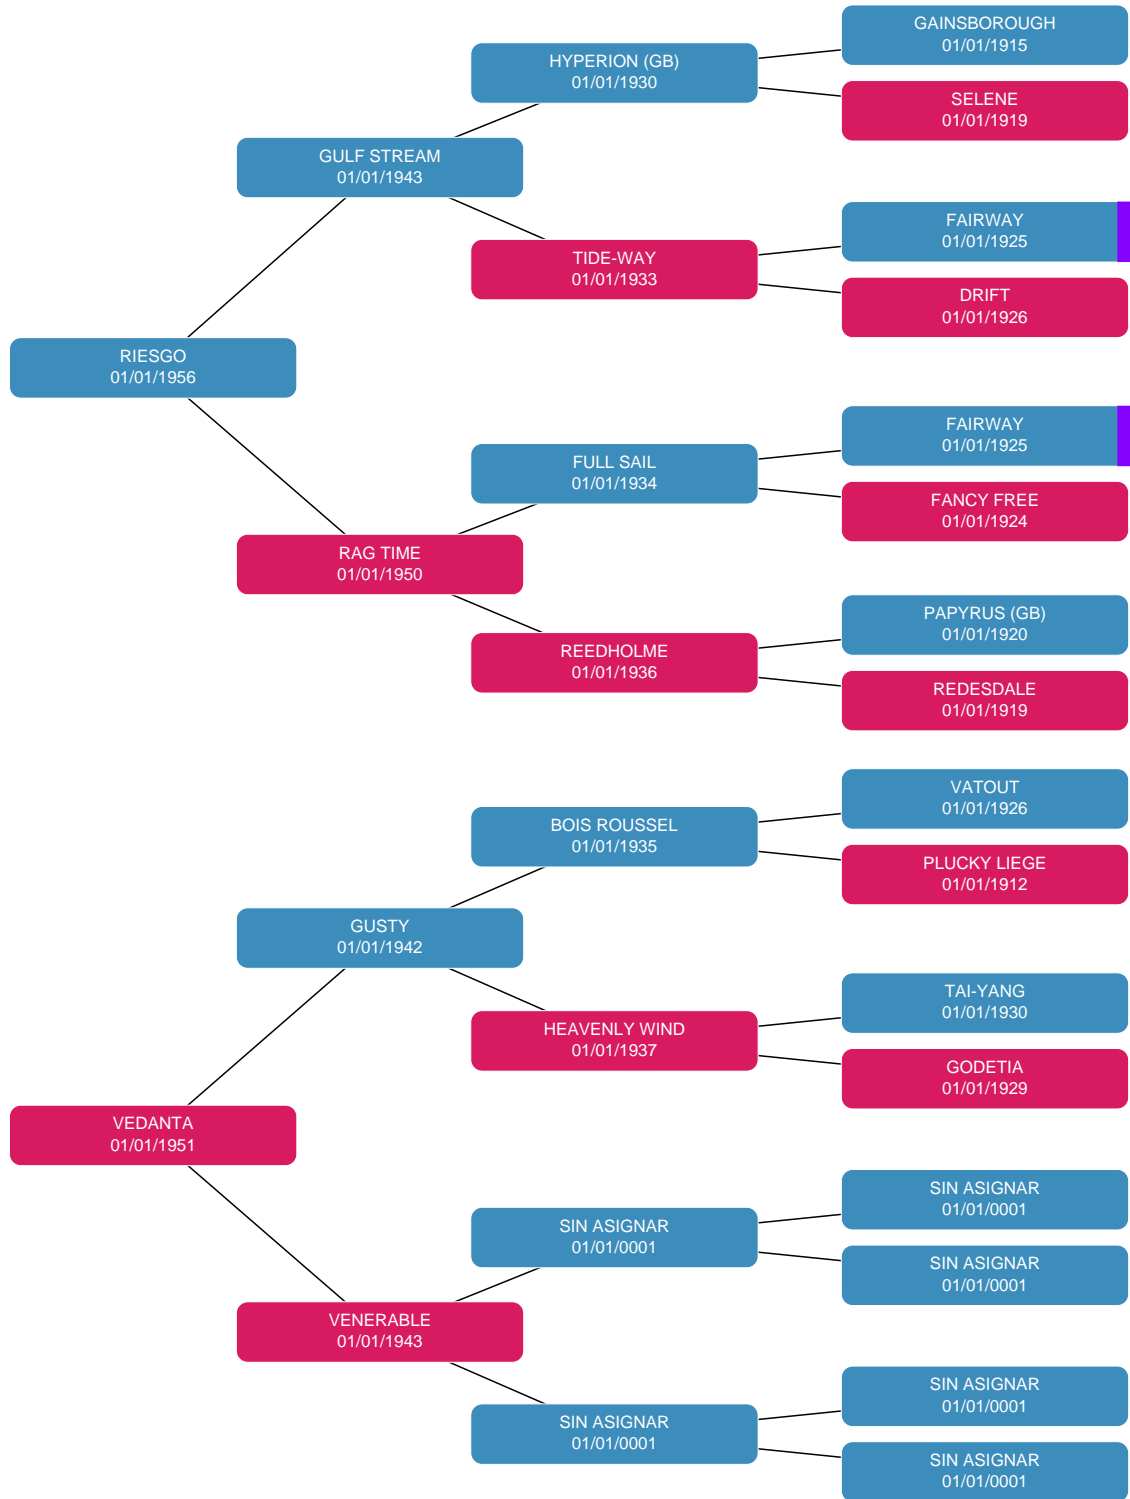 GAINSBOROUGH
01/01/1915
HYPERION (GB)
01/01/1930
SELENE
01/01/1919
GULF STREAM
01/01/1943
FAIRWAY
01/01/1925
TIDE-WAY
01/01/1933
DRIFT
01/01/1926
RIESGO
01/01/1956
FAIRWAY
01/01/1925
FULL SAIL
01/01/1934
FANCY FREE
01/01/1924
RAG TIME
01/01/1950
PAPYRUS (GB)
01/01/1920
REEDHOLME
01/01/1936
REDESDALE
01/01/1919
VATOUT
01/01/1926
BOIS ROUSSEL
01/01/1935
PLUCKY LIEGE
01/01/1912
GUSTY
01/01/1942
TAI-YANG
01/01/1930
HEAVENLY WIND
01/01/1937
GODETIA
01/01/1929
VEDANTA
01/01/1951
SIN ASIGNAR
01/01/0001
SIN ASIGNAR
01/01/0001
SIN ASIGNAR
01/01/0001
VENERABLE
01/01/1943
SIN ASIGNAR
01/01/0001
SIN ASIGNAR
01/01/0001
SIN ASIGNAR
01/01/0001